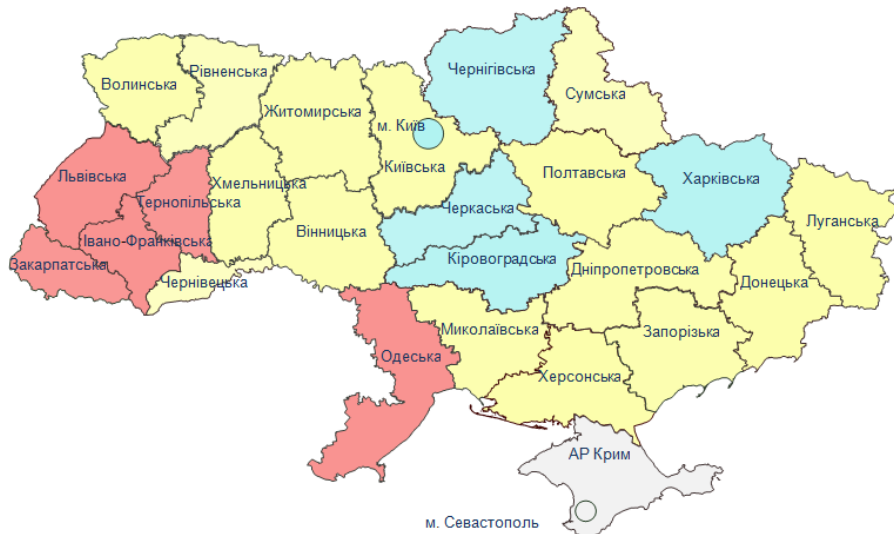 Чернігівська
Рівненська
Волинська
Сумська
Житомирська
м. Київ
Київська
Полтавська
Львівська
Харківська
Хмельницька
Тернопільська
Черкаська
Луганська
Вінницька
Івано-Франківська
Закарпатська
Кіровоградська
Дніпропетровська
Чернівецька
Донецька
Миколаївська
Запорізька
Одеська
Херсонська
АР Крим
м. Севастополь